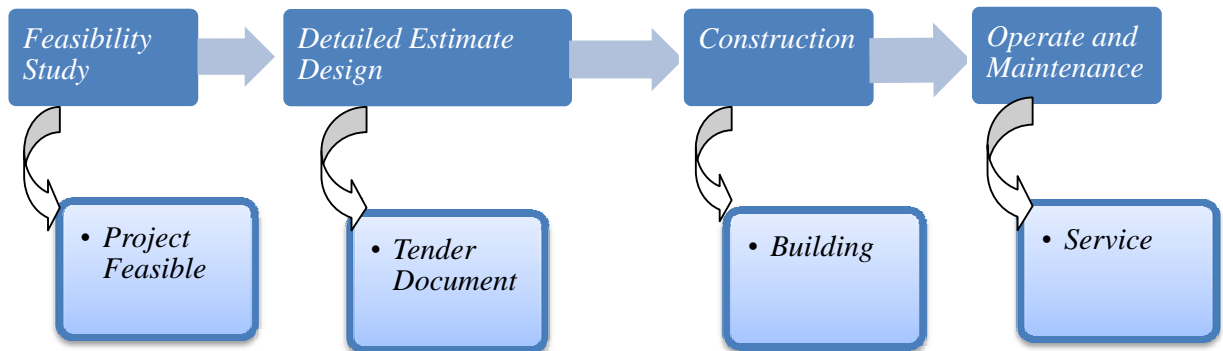 Feasibility
Study
Detailed Estimate
Design
Construction
Operate and
Maintenance
• Project
Feasible
• Tender
Document
• Building
• Service